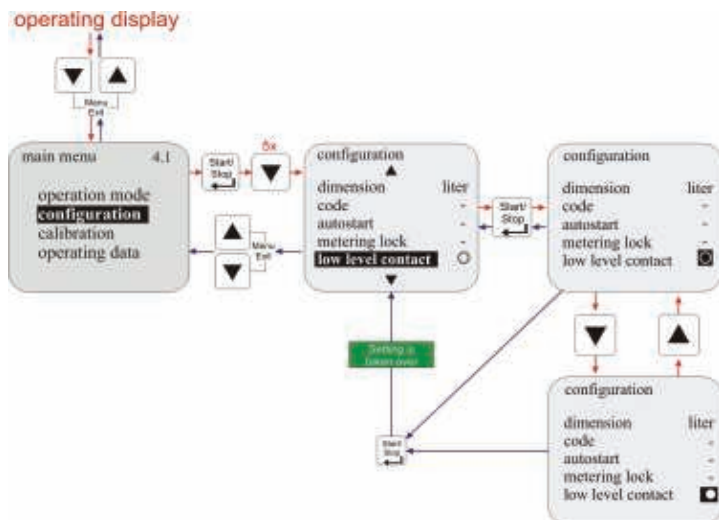 operating display
Menu
Exit
main menu 4.1
operation mode
configuration
calibration
operating data
Start/
Stop
5x
Menu
Exit
configuration
dimension liter
code -
autostart -
metering lock -
low level contact
Start/
Stop
configuration
dimension liter
code -
autostart -
metering lock -
low level contact
Setting is
taken over
Start/
Stop
configuration
dimension liter
code -
autostart -
metering lock -
low level contact